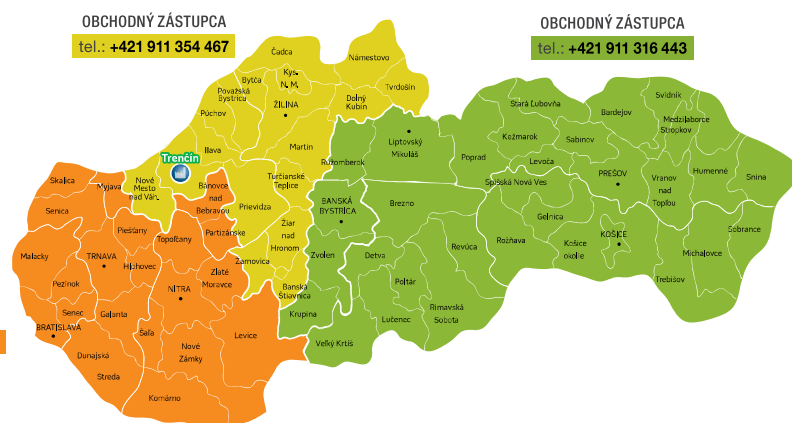 OBCHODNÝ ZÁSTUPCA
tel.: +421 911 354 467
OBCHODNÝ ZÁSTUPCA
tel.: +421 911 316 443
Čadca
Námestovo
Kys.
N. M.
Bytča
Považská
Bystrica
Tvrdošín
Dolný
Kubín
ŽILINA
Púchov
Ilava
Martin
Trenčín
Ružomberok
Turčianské
Teplice
Nové
Mesto
nad Váh.
Bánovce
nad
Bebravou
Prievidza
Žiar
nad
Hronom
Žarnovica
Banská
Štiavnica
Skalica
Myjava
Senica
Piešťany
Topoľčany
Partizánske
Malacky
TRNAVA
Hlohovec
Zlaté
Moravce
Pezinok
NITRA
Senec
Galanta
BRATISLAVA
Šaľa
Levice
Dunajská
Streda
Nové
Zámky
Komárno
Liptovský
Mikuláš
Poprad
Kežmarok
Stará Ľubovňa
Bardejov
Svidník
Medzilaborce
Stropkov
Sabinov
Levoča
PREŠOV
Vranov
nad
Topľou
Humenné
Snina
Spišská Nová Ves
BANSKÁ
BYSTRICA
Brezno
Gelnica
KOŠICE
Košice
okolie
Sobrance
Michalovce
Trebišov
Rožňava
Revúca
Zvolen
Detva
Poltár
Rimavská
Sobota
Lučenec
Krupina
Veľký Krtíš